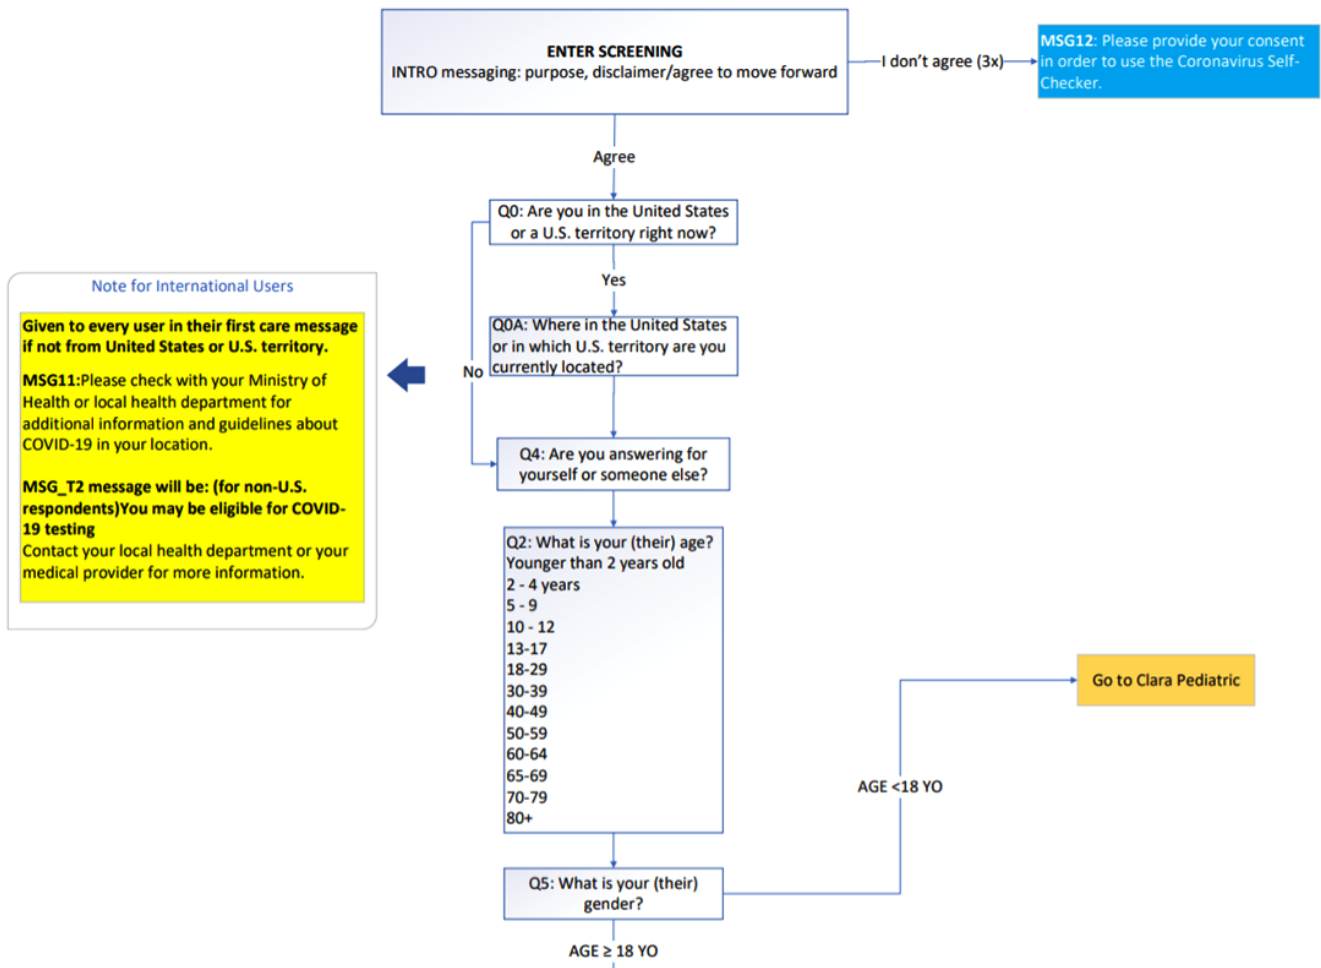 ENTER SCREENING
INTRO messaging: purpose, disclaimer/agree to move forward
I don't agree (3x)
MSG12: Please provide your consent
in order to use the Coronavirus Self-
Checker.
Agree
Q0: Are you in the United States
or a U.S. territory right now?
Yes
No
Q0A: Where in the United States
or in which U.S. territory are you
currently located?
Note for International Users
Given to every user in their first care message
if not from United States or U.S. territory.
MSG11:Please check with your Ministry of
Health or local health department for
additional information and guidelines about
COVID-19 in your location.
MSG_T2 message will be: (for non-U.S.
respondents)You may be eligible for COVID-
19 testing
Contact your local health department or your
medical provider for more information.
Q4: Are you answering for
yourself or someone else?
Q2: What is your (their) age?
Younger than 2 years old
2 - 4 years
5 - 9
10 - 12
13-17
18-29
30-39
40-49
50-59
60-64
65-69
70-79
80+
Go to Clara Pediatric
AGE <18 YO
Q5: What is your (their)
gender?
AGE ≥ 18 YO